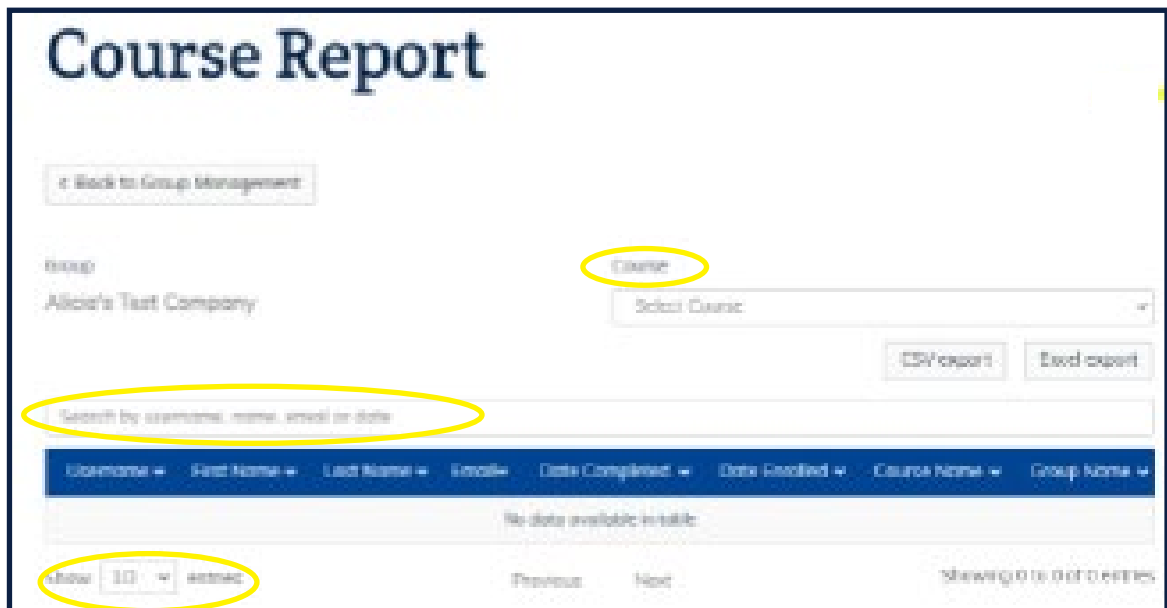 Course Report
< Back to Group Management
Group
Course
Alicia's Test Company
Select Course
CSV export Excel export
Search by username, name, email or date
Username First Name Last Name Email Date Completed Date Enrolled Course Name Group Name
No data available in table
Show 10 entries
Previous Next
Showing 0 to 0 of 0 entries